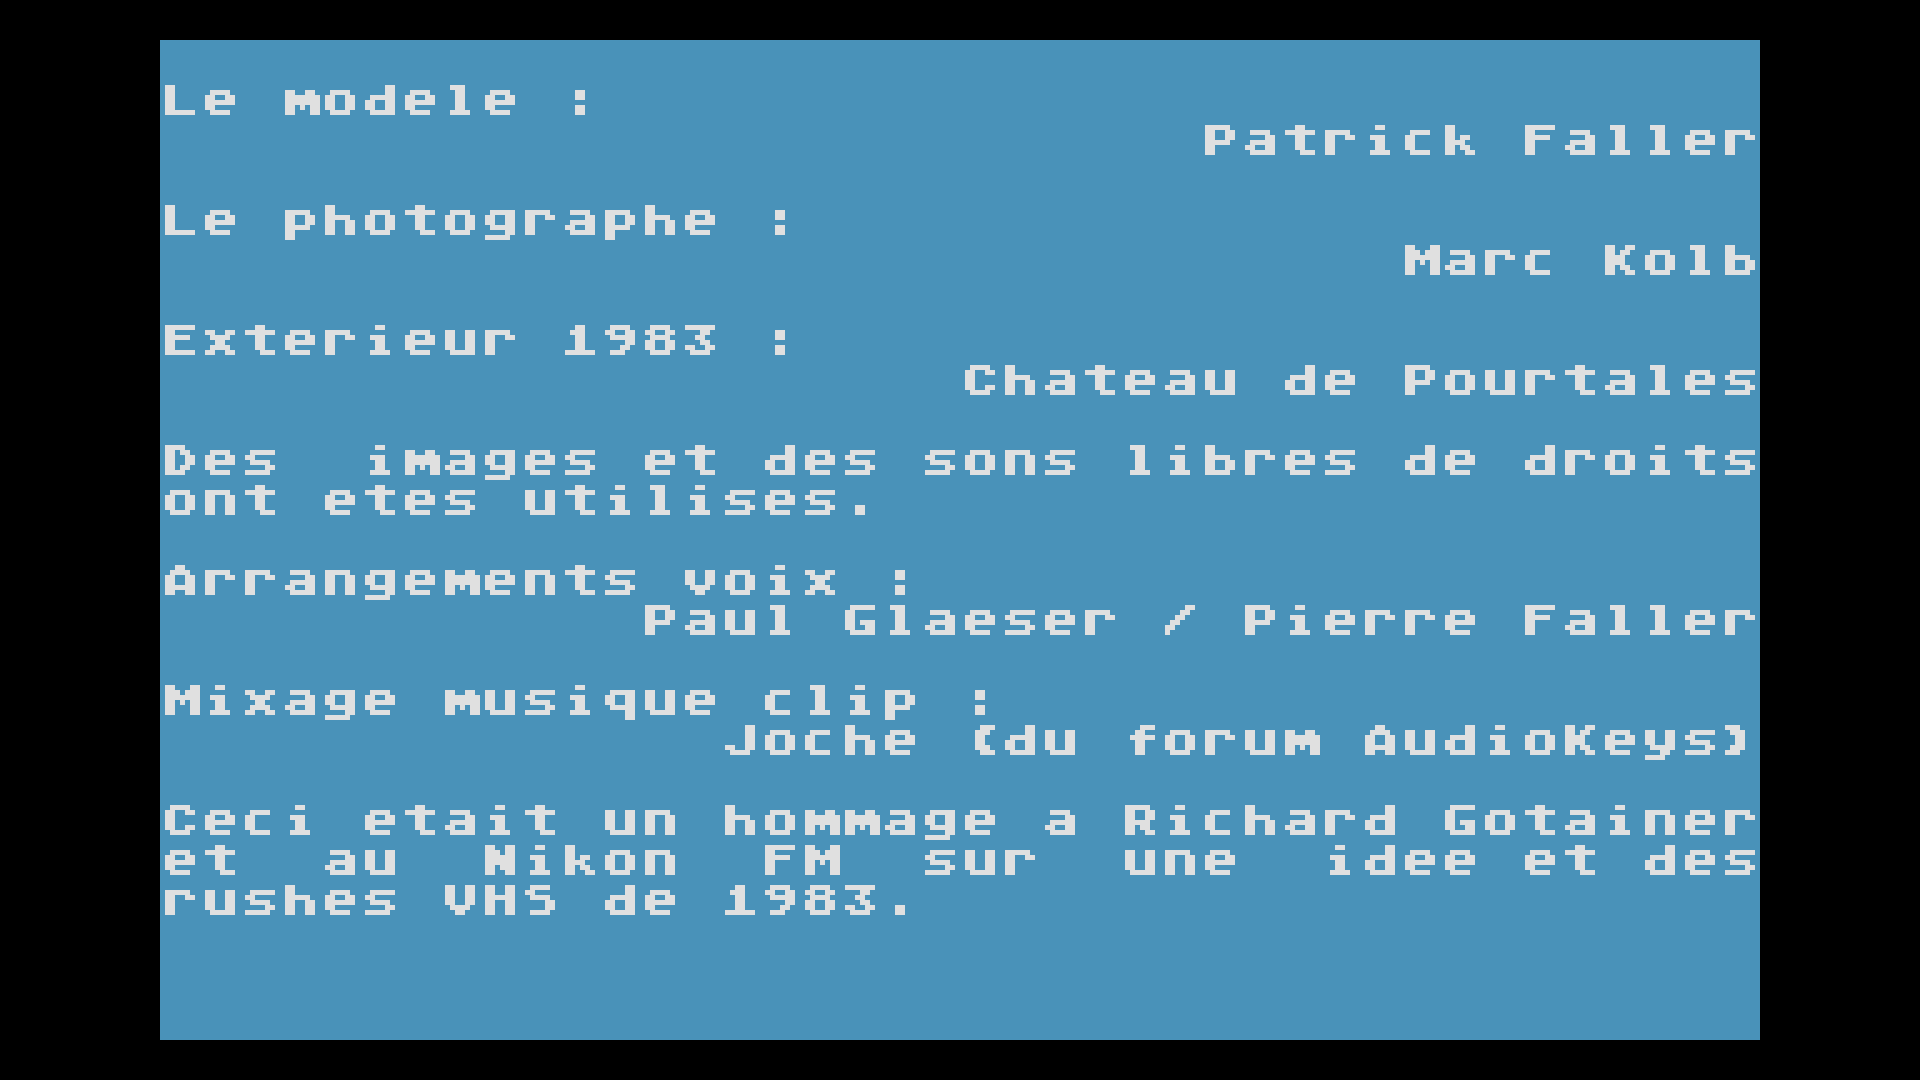 Le modele :
Patrick Faller
Le photographe :
Marc Kolb
Exterieur 1983 :
Chateau de Pourtales
Des  images et des sons libres de droits
ont etes utilises.
Arrangements voix :
Paul Glaeser / Pierre Faller
Mixage musique clip :
Joche (du forum AudioKeys)
Ceci etait un hommage a Richard Gotainer
et  au  Nikon  FM  sur  une  idee et des
rushes VHS de 1983.